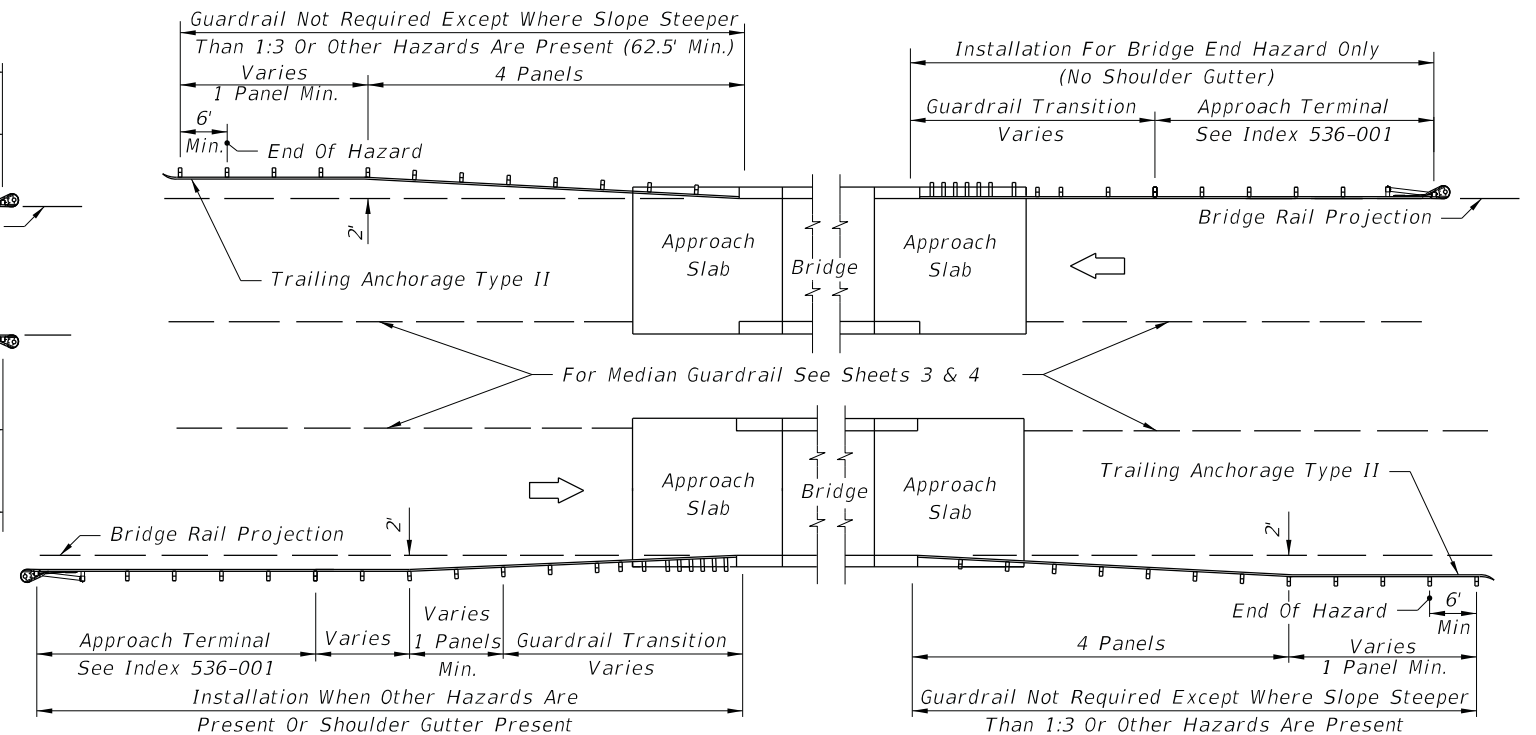 Guardrail Not Required Except Where Slope Steeper
Than 1:3 Or Other Hazards Are Present (62.5' Min.)
Varies
1 Panel Min.
4 Panels
6'
Min.
End Of Hazard
2'
Trailing Anchorage Type II
Installation For Bridge End Hazard Only
(No Shoulder Gutter)
Guardrail Transition
Varies
Approach Terminal
See Index 536-001
Bridge Rail Projection
Approach
Slab
Bridge
Approach
Slab
For Median Guardrail See Sheets 3 & 4
Approach
Slab
Bridge
Approach
Slab
Trailing Anchorage Type II
Bridge Rail Projection
2'
2'
End Of Hazard
6'
Min
Approach Terminal
See Index 536-001
Varies
Varies
1 Panels
Min.
Guardrail Transition
Varies
Installation When Other Hazards Are
Present Or Shoulder Gutter Present
4 Panels
Varies
1 Panel Min.
Guardrail Not Required Except Where Slope Steeper
Than 1:3 Or Other Hazards Are Present